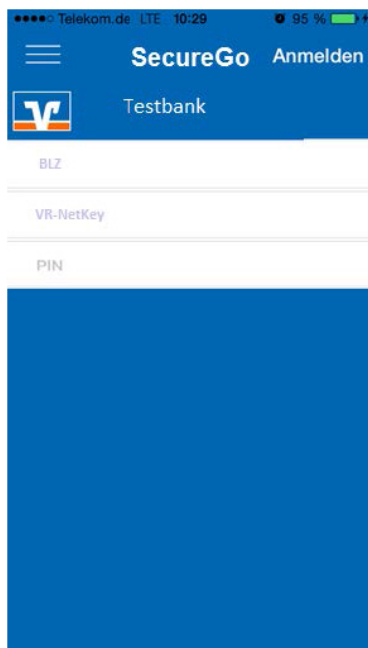 Telekom.de LTE 10:29 95 %
SecureGo Anmelden
Testbank
BLZ
VR-NetKey
PIN